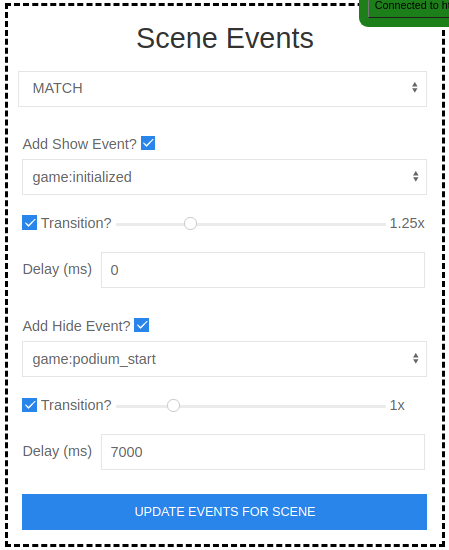 Connected to
Scene Events
MATCH
Add Show Event?
game:initialized
Transition? 1.25x
Delay (ms) 0
Add Hide Event?
game:podium_start
Transition? 1x
Delay (ms) 7000
UPDATE EVENTS FOR SCENE